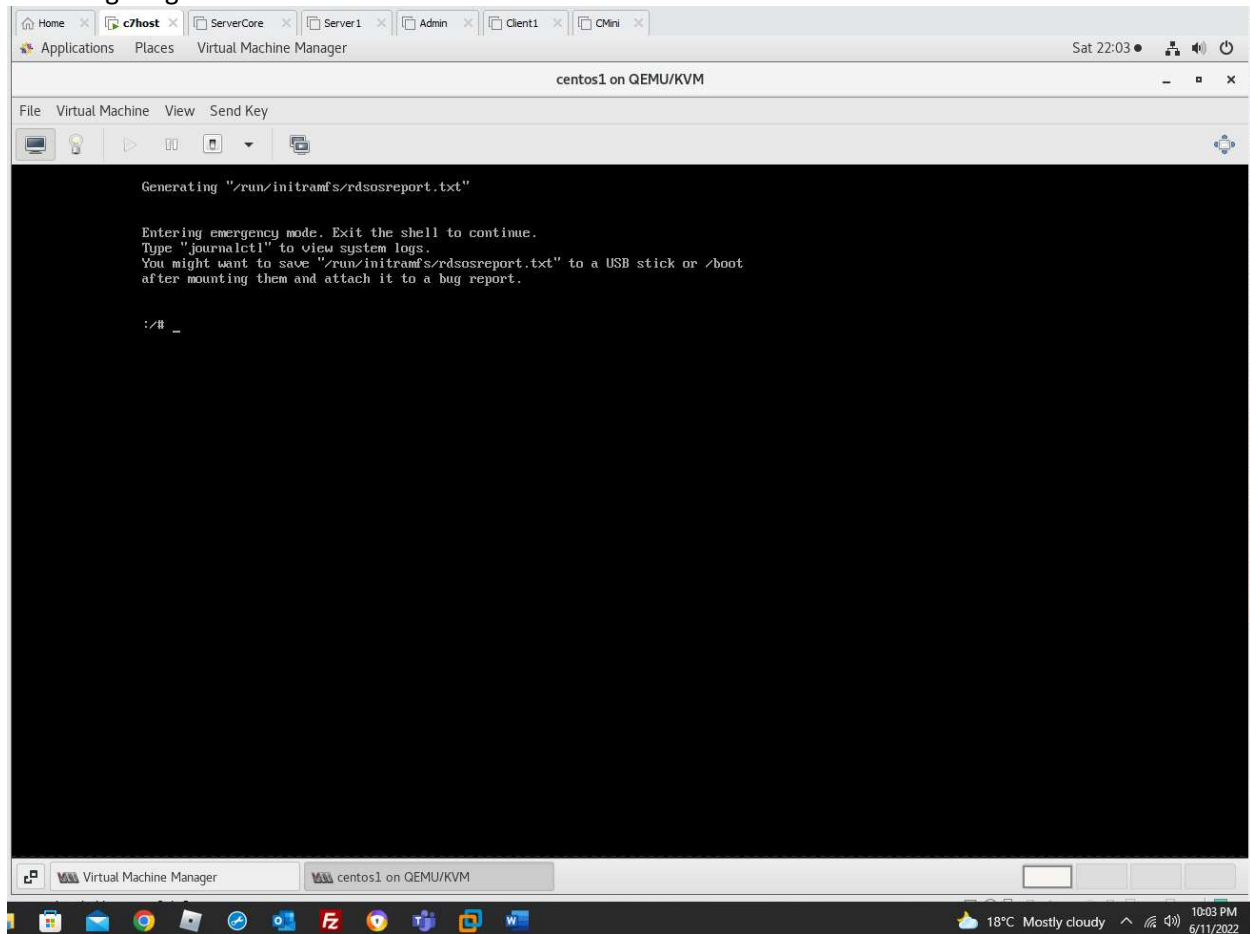 Home c7host ServerCore Server1 Admin Client1 CMini
Applications Places Virtual Machine Manager Sat 22:03
centos1 on QEMU/KVM
File Virtual Machine View Send Key
Generating "/run/initramfs/rdsosreport.txt"
Entering emergency mode. Exit the shell to continue.
Type "journalctl" to view system logs.
You might want to save "/run/initramfs/rdsosreport.txt" to a USB stick or /boot
after mounting them and attach it to a bug report.
:/# _
Virtual Machine Manager centos1 on QEMU/KVM
18°C Mostly cloudy 10:03 PM
6/11/2022